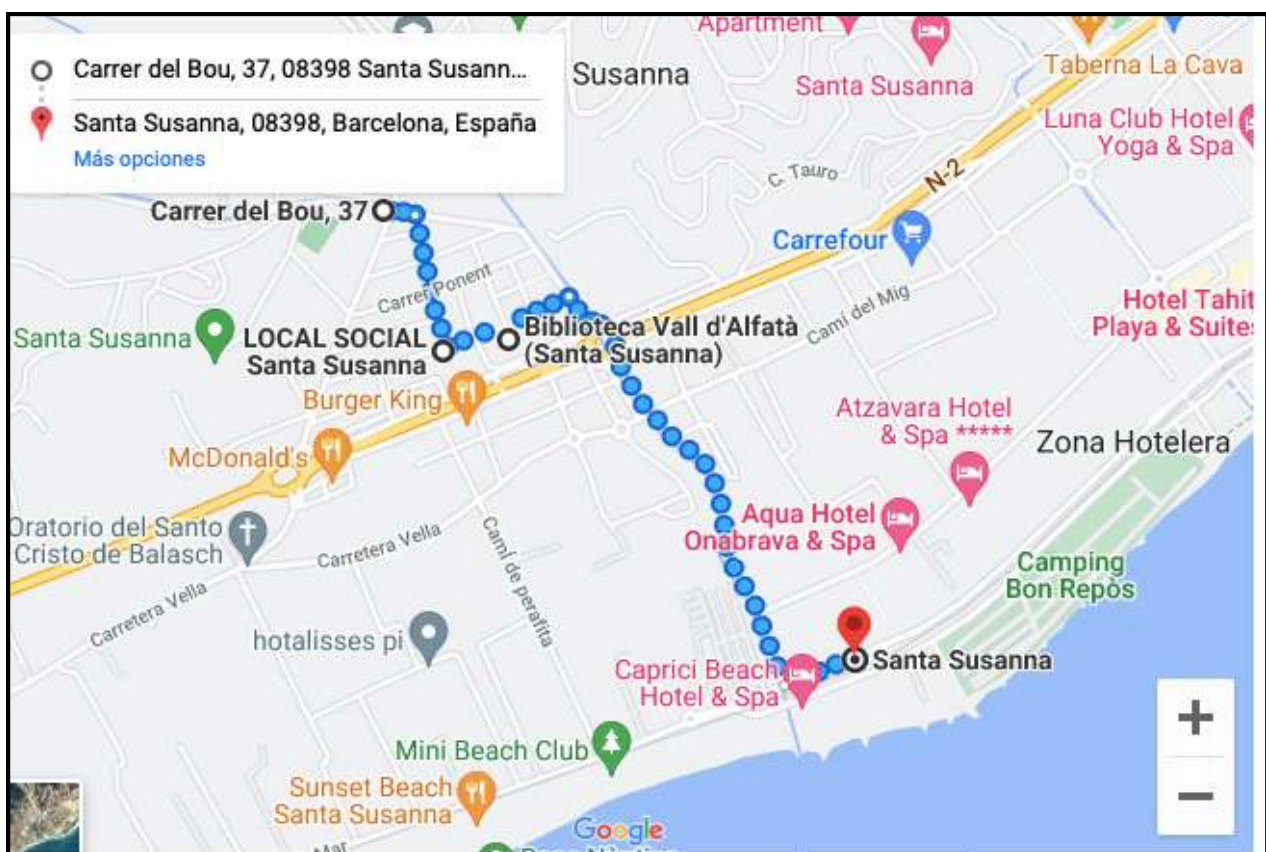 Carrer del Bou, 37, 08398 Santa Susann...
Santa Susanna, 08398, Barcelona, España
Más opciones
Apartment
Susanna
Santa Susanna
Taberna La Cava
Luna Club Hotel
Yoga & Spa
C. Tauro
N-2
Carrer del Bou, 37
Carrefour
Carrer Ponent
Camí del Mig
Hotel Tahit
Playa & Suite
Santa Susanna
LOCAL SOCIAL
Santa Susanna
Biblioteca Vall d'Alfatà
(Santa Susanna)
Burger King
McDonald's
Atzavara Hotel
& Spa *****
Zona Hotelera
Aqua Hotel
Onabrava & Spa
Oratorio del Santo
Cristo de Balasch
Carretera Vella
Carretera Vella
Camí de perafita
Camping
Bon Repòs
hotalisses pi
Santa Susanna
Caprici Beach
Hotel & Spa
Mini Beach Club
Sunset Beach
Santa Susanna
Google
Mar